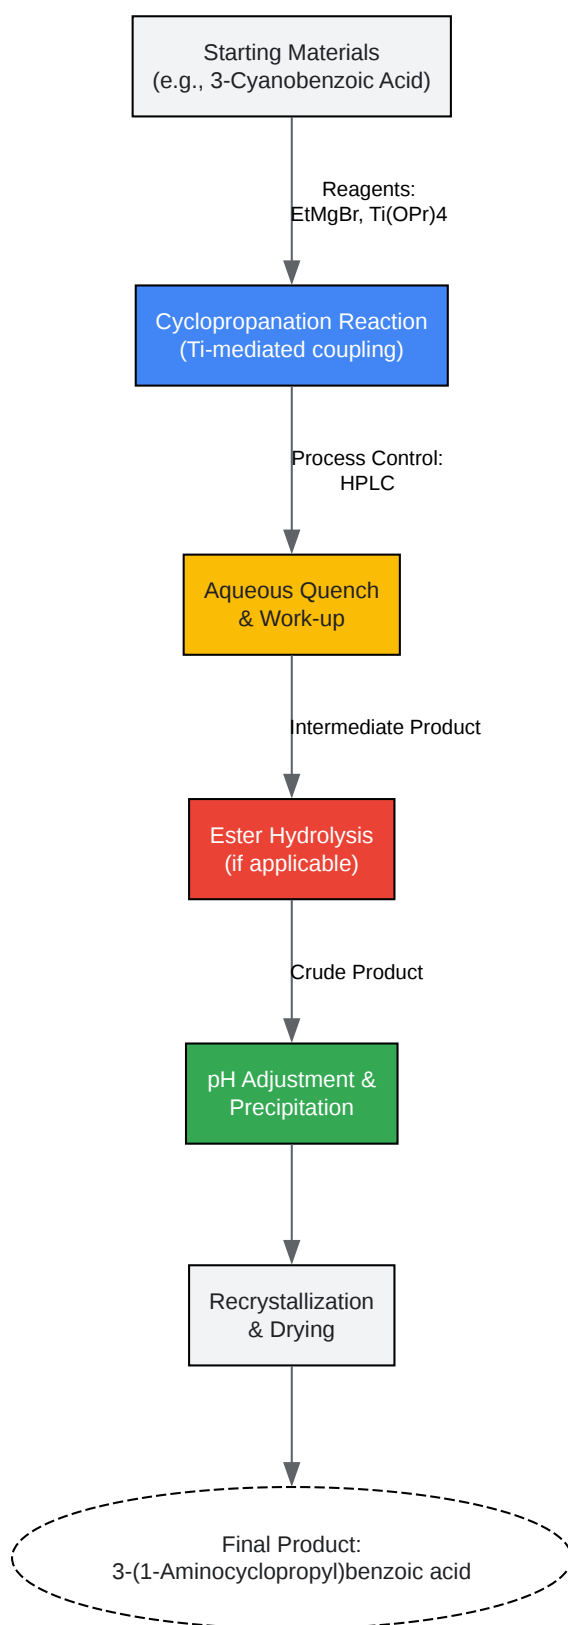 Starting Materials
(e.g., 3-Cyanobenzoic Acid)
Reagents:
EtMgBr, Ti(OPr)4
Cyclopropanation Reaction
(Ti-mediated coupling)
Process Control:
HPLC
Aqueous Quench
& Work-up
Intermediate Product
Ester Hydrolysis
(if applicable)
Crude Product
pH Adjustment &
Precipitation
Recrystallization
& Drying
Final Product:
3-(1-Aminocyclopropyl)benzoic acid